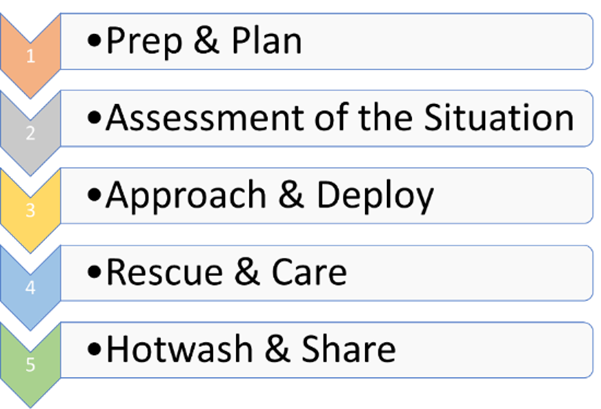 1
•Prep & Plan
2
•Assessment of the Situation
3
•Approach & Deploy
4
•Rescue & Care
5
•Hotwash & Share